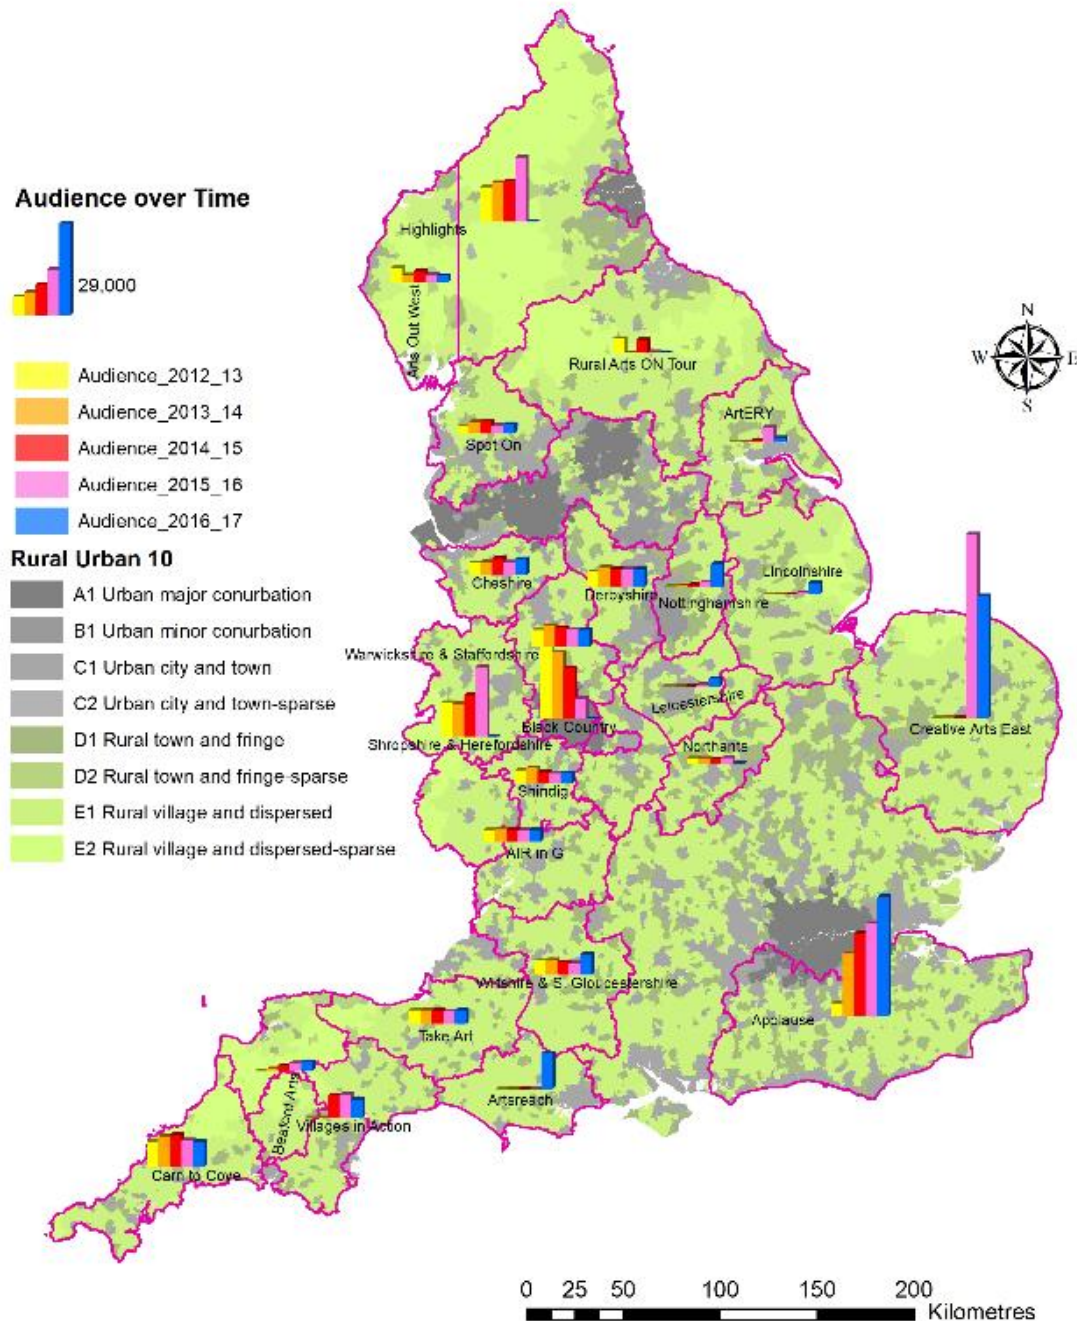 Audience over Time
29,000
Audience_2012_13
Audience_2013_14
Audience_2014_15
Audience_2015_16
Audience_2016_17
Rural Urban 10
A1 Urban major conurbation
B1 Urban minor conurbation
C1 Urban city and town
C2 Urban city and town-sparse
D1 Rural town and fringe
D2 Rural town and fringe-sparse
E1 Rural village and dispersed
E2 Rural village and dispersed-sparse
Highlights
Arts Out West
Rural Arts ON Tour
N
W
E
S
ArtERY
Spot On
Cheshire
Derbyshire
Nottinghamshire
Lincolnshire
Warwickshire & Staffordshire
Leicestershire
Black Country
Creative Arts East
Shropshire & Herefordshire
Northants
Shindig
AIR in G
Wiltshire & S. Gloucestershire
Applause
Take Art
Artsreach
Beaford Arts
Villages in Action
Carn to Cove
0 25 50 100 150 200
Kilometres